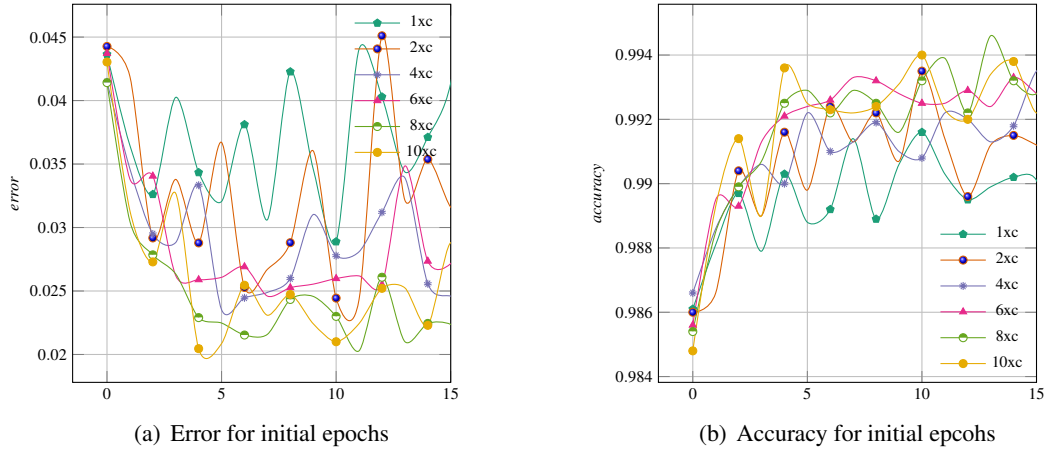 0.045
0.04
0.035
0.03
0.025
0.02
error
0
5
10
15
1xc
2xc
4xc
6xc
8xc
10xc
(a) Error for initial epochs
0.994
0.992
0.99
0.988
0.986
0.984
accuracy
0
5
10
15
1xc
2xc
4xc
6xc
8xc
10xc
(b) Accuracy for initial epcohs